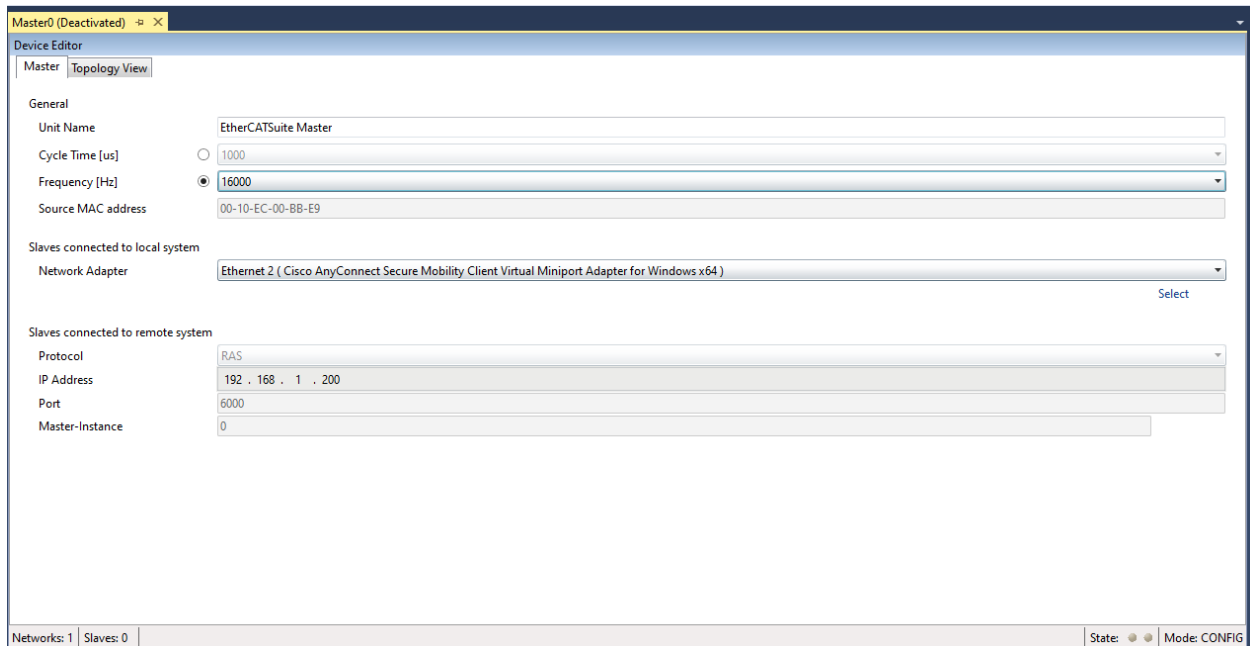 Master0 (Deactivated)
Device Editor
Master Topology View
General
Unit Name EtherCATSuite Master
Cycle Time [us] 1000
Frequency [Hz] 16000
Source MAC address 00-10-EC-00-BB-E9
Slaves connected to local system
Network Adapter Ethernet 2 ( Cisco AnyConnect Secure Mobility Client Virtual Miniport Adapter for Windows x64 )
Select
Slaves connected to remote system
Protocol RAS
IP Address 192 . 168 . 1 . 200
Port 6000
Master-Instance 0
Networks: 1 Slaves: 0 State: Mode: CONFIG